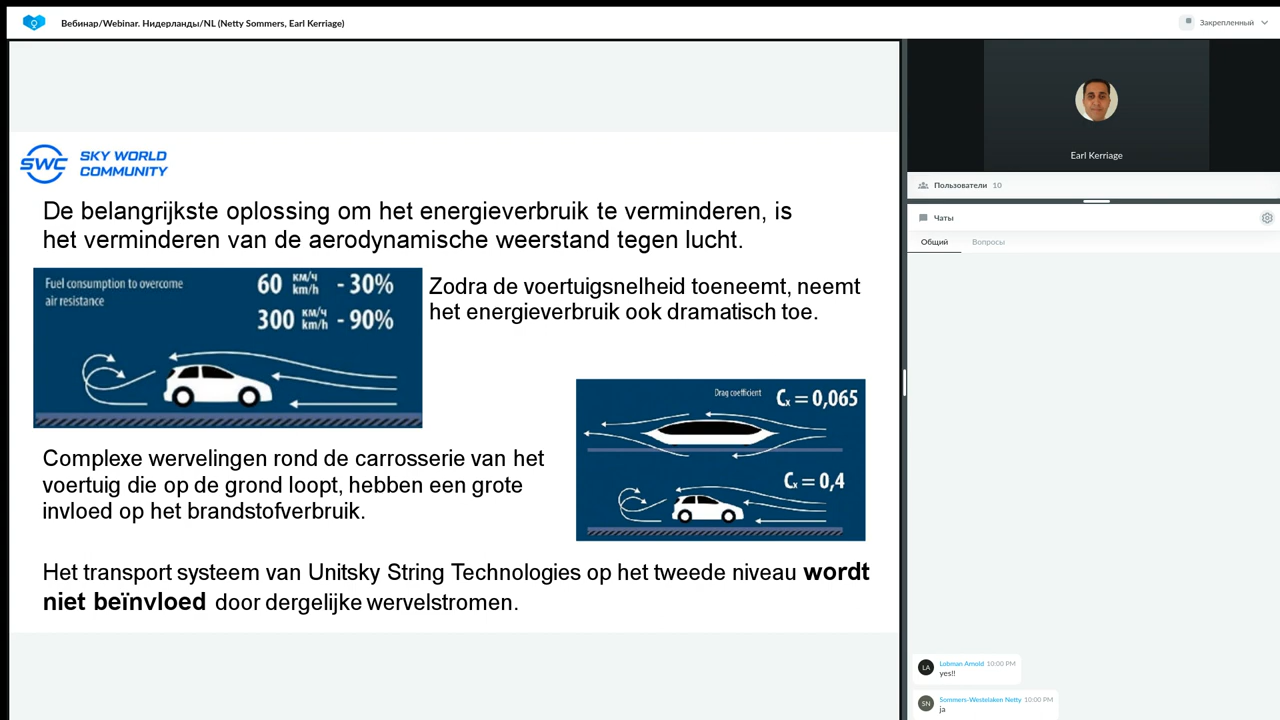 Вебинар/Webinar. Нидерланды/NL (Netty Sommers, Earl Kerriage)
Закрепленный
SWC
SKY WORLD
COMMUNITY
De belangrijkste oplossing om het energieverbruik te verminderen, is
het verminderen van de aerodynamische weerstand tegen lucht.
Fuel consumption to overcome
air resistance
60 км/ч km/h - 30%
300 км/ч km/h - 90%
Zodra de voertuigsnelheid toeneemt, neemt
het energieverbruik ook dramatisch toe.
Drag coefficient Cx = 0,065
Cx = 0,4
Complexe wervelingen rond de carrosserie van het
voertuig die op de grond loopt, hebben een grote
invloed op het brandstofverbruik.
Het transport systeem van Unitsky String Technologies op het tweede niveau wordt
niet beïnvloed door dergelijke wervelstromen.
Earl Kerriage
Пользователи 10
Чаты
Общий Вопросы
LA
Lobman Arnold 10:00 PM
yes!!
SN
Sommers-Westelaken Netty 10:00 PM
ja